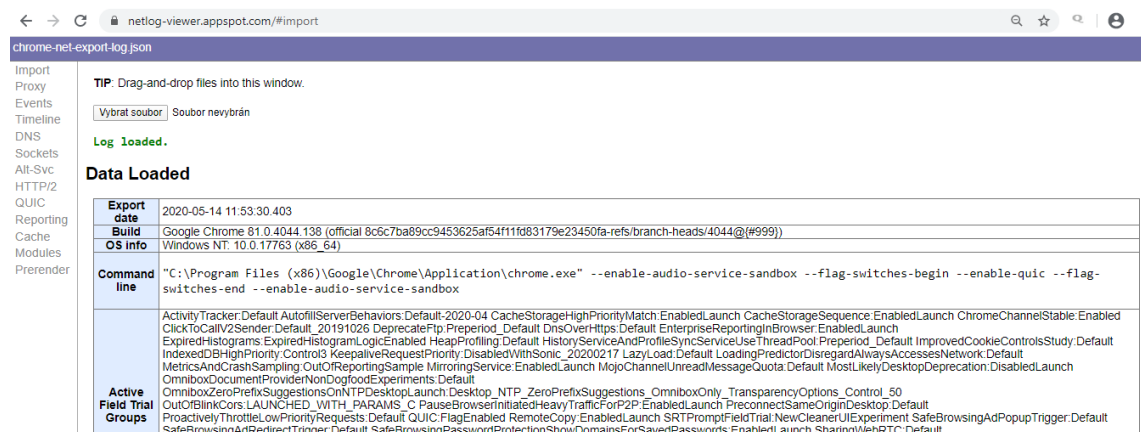 netlog-viewer.appspot.com/#import
chrome-net-export-log.json
Import
Proxy
Events
Timeline
DNS
Sockets
Alt-Svc
HTTP/2
QUIC
Reporting
Cache
Modules
Prerender
TIP: Drag-and-drop files into this window.
Vybrat soubor Soubor nevybrán
Log loaded.
Data Loaded
Export date 2020-05-14 11:53:30.403
Build Google Chrome 81.0.4044.138 (official 8c6c7ba89cc9453625af54f11fd83179e23450fa-refs/branch-heads/4044@{#999})
OS info Windows NT: 10.0.17763 (x86_64)
Command line "C:\Program Files (x86)\Google\Chrome\Application\chrome.exe" --enable-audio-service-sandbox --flag-switches-begin --enable-quic --flag-
switches-end --enable-audio-service-sandbox
Active Field Trial Groups
ActivityTracker:Default AutofillServerBehaviors:Default-2020-04 CacheStorageHighPriorityMatch:EnabledLaunch CacheStorageSequence:EnabledLaunch ChromeChannelStable:Enabled
ClickToCallV2Sender:Default_20191026 DeprecateFtp:Preperiod_Default DnsOverHttps:Default EnterpriseReportingInBrowser:EnabledLaunch
ExpiredHistograms:ExpiredHistogramLogicEnabled HeapProfiling:Default HistoryServiceAndProfileSyncServiceUseThreadPool:Preperiod_Default ImprovedCookieControlsStudy:Default
IndexedDBHighPriority:Control3 KeepaliveRequestPriority:DisabledWithSonic_20200217 LazyLoad:Default LoadingPredictorDisregardAlwaysAccessesNetwork:Default
MetricsAndCrashSampling:OutOfReportingSample MirroringService:EnabledLaunch MojoChannelUnreadMessageQuota:Default MostLikelyDesktopDeprecation:DisabledLaunch
OmniboxDocumentProviderNonDogfoodExperiments:Default
OmniboxZeroPrefixSuggestionsOnNTPDesktopLaunch:Desktop_NTP_ZeroPrefixSuggestions_OmniboxOnly_TransparencyOptions_Control_50
OutOfBlinkCors:LAUNCHED_WITH_PARAMS_C PauseBrowserInitiatedHeavyTrafficForP2P:EnabledLaunch PreconnectSameOriginDesktop:Default
ProactivelyThrottleLowPriorityRequests:Default QUIC:FlagEnabled RemoteCopy:EnabledLaunch SRTPromptFieldTrial:NewCleanerUIExperiment SafeBrowsingAdPopupTrigger:Default
SafeBrowsingAdRedirectTrigger:Default SafeBrowsingPasswordProtectionShowDomainsForSavedPasswords:EnabledLaunch SharingWebRTC:Default